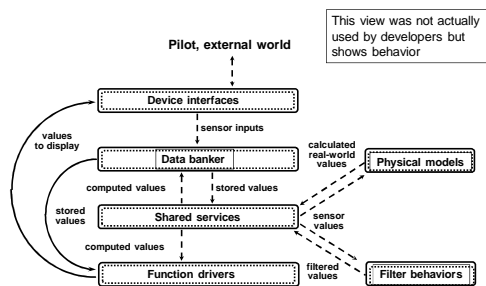 This view was not actually
used by developers but
shows behavior
Pilot, external world
Device interfaces
values
to display
sensor inputs
Data banker
calculated
real-world
values
Physical models
computed values
stored values
stored
values
Shared services
sensor
values
computed values
filtered
values
Function drivers
Filter behaviors